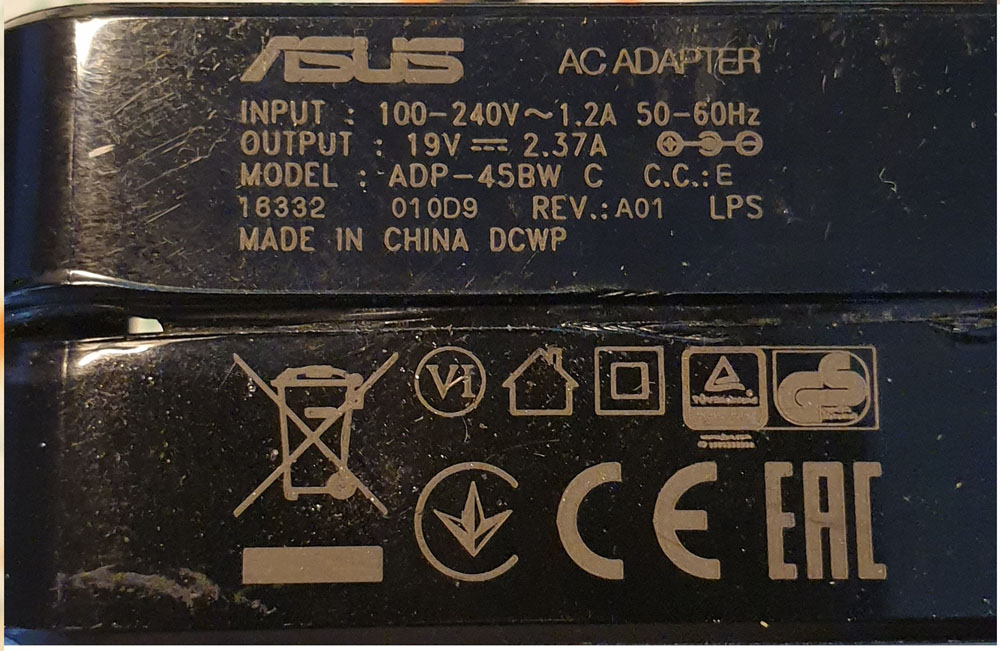 ASUS AC ADAPTER
INPUT : 100-240V~1.2A 50-60Hz
OUTPUT : 19V⎓2.37A
MODEL : ADP-45BW C C.C.:E
16332 010D9 REV.:A01 LPS
MADE IN CHINA DCWP
VI
CE EAC